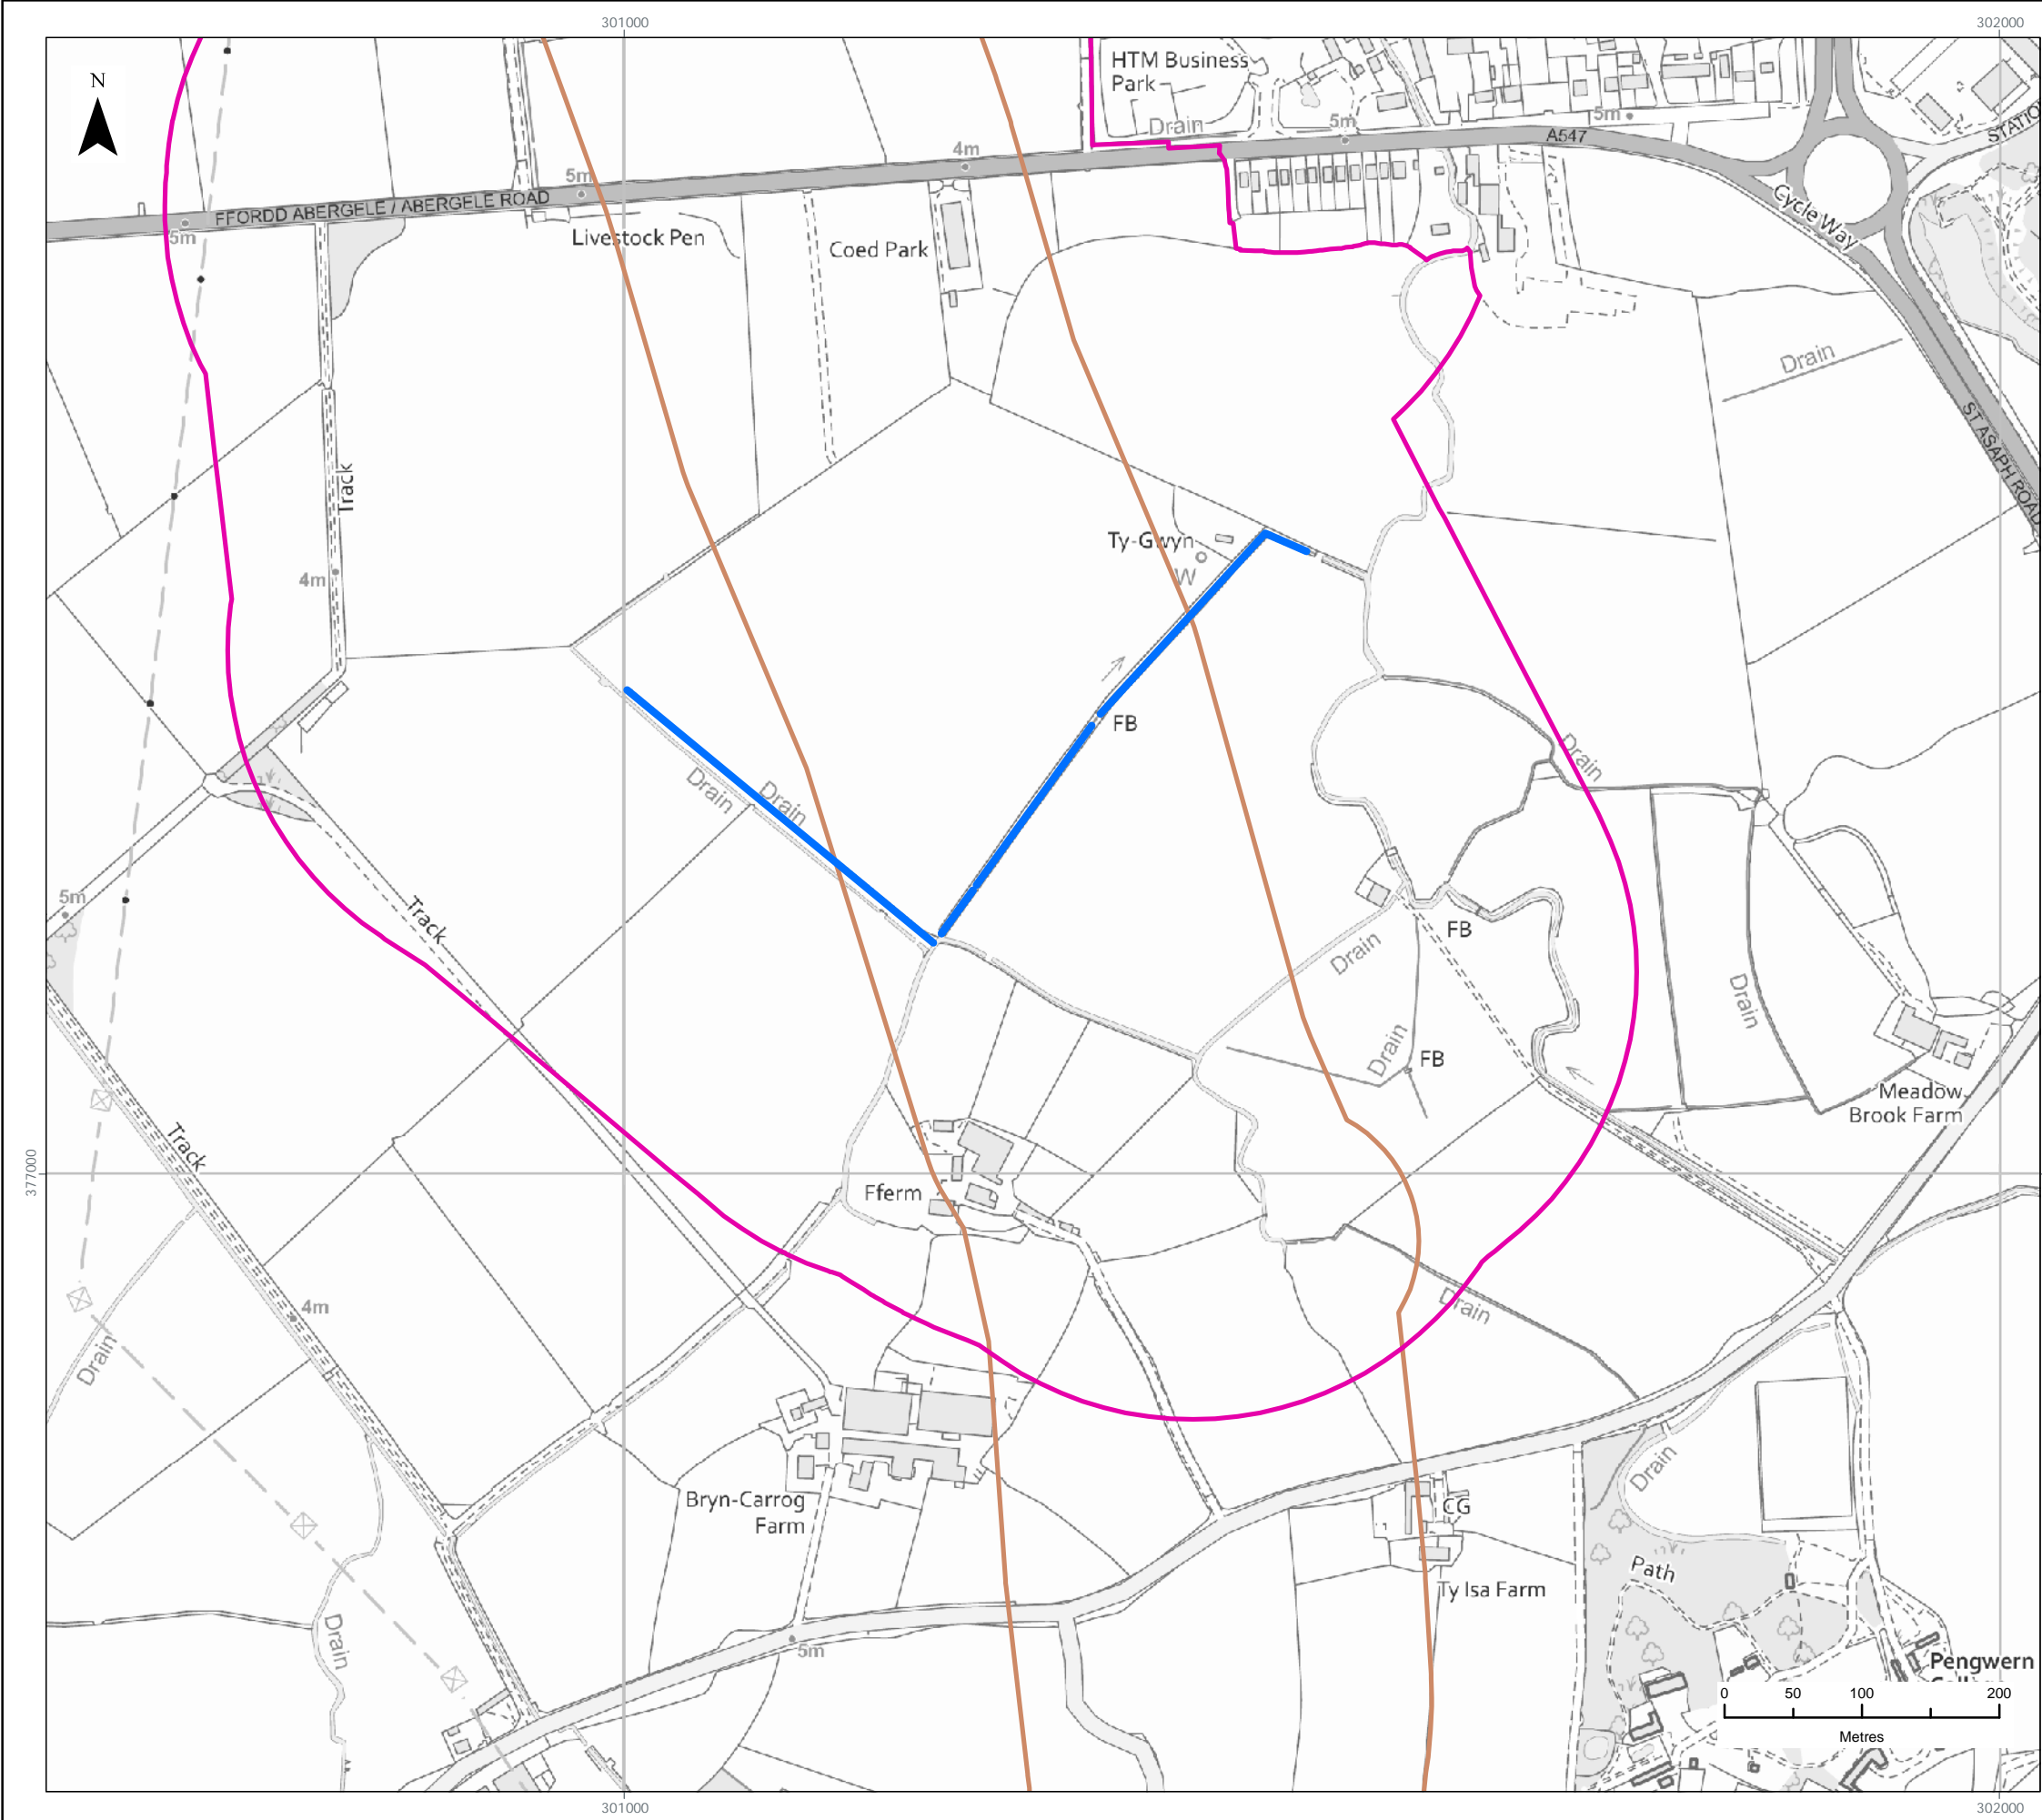 301000
302000
N
HTM Business
Park
Drain
5m
5m
A547
STATIO
4m
5m
FFORDD ABERGELE / ABERGELE ROAD
Cycle Way
5m
Livestock Pen
Coed Park
Drain
ST ASAPH ROAD
Track
Ty-Gwyn
W
4m
FB
Drain
Drain
Drain
5m
Track
FB
Drain
Drain
Drain
FB
Meadow
Brook Farm
Track
377000
Fferm
4m
Drain
Drain
Drain
Bryn-Carrog
Farm
CG
Path
Ty Isa Farm
Drain
5m
Pengwern
0
50
100
200
Metres
301000
302000